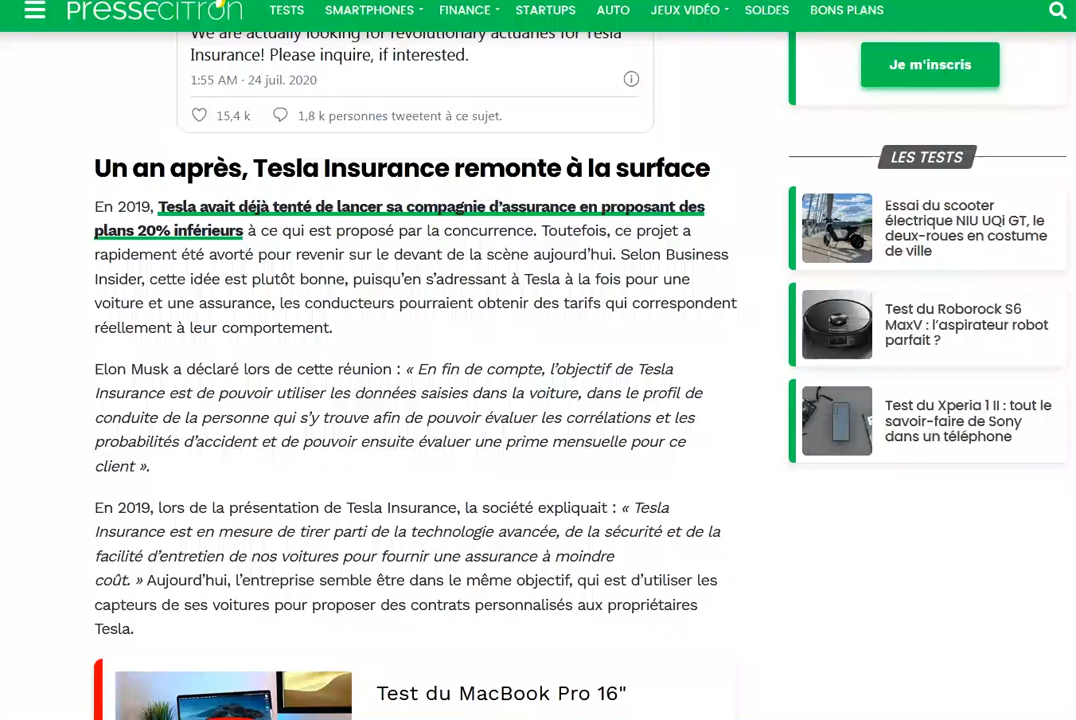 PRESSECITRON
TESTS SMARTPHONES FINANCE STARTUPS AUTO JEUX VIDÉO SOLDES BONS PLANS
We are actually looking for revolutionary actuaries for Tesla
Insurance! Please inquire, if interested.
1:55 AM · 24 juil. 2020
15,4 k 1,8 k personnes tweetent à ce sujet.
Un an après, Tesla Insurance remonte à la surface
En 2019, Tesla avait déjà tenté de lancer sa compagnie d’assurance en proposant des
plans 20% inférieurs à ce qui est proposé par la concurrence. Toutefois, ce projet a
rapidement été avorté pour revenir sur le devant de la scène aujourd’hui. Selon Business
Insider, cette idée est plutôt bonne, puisqu’en s’adressant à Tesla à la fois pour une
voiture et une assurance, les conducteurs pourraient obtenir des tarifs qui correspondent
réellement à leur comportement.
Elon Musk a déclaré lors de cette réunion : « En fin de compte, l’objectif de Tesla
Insurance est de pouvoir utiliser les données saisies dans la voiture, dans le profil de
conduite de la personne qui s’y trouve afin de pouvoir évaluer les corrélations et les
probabilités d’accident et de pouvoir ensuite évaluer une prime mensuelle pour ce
client ».
En 2019, lors de la présentation de Tesla Insurance, la société expliquait : « Tesla
Insurance est en mesure de tirer parti de la technologie avancée, de la sécurité et de la
facilité d’entretien de nos voitures pour fournir une assurance à moindre
coût. » Aujourd’hui, l’entreprise semble être dans le même objectif, qui est d’utiliser les
capteurs de ses voitures pour proposer des contrats personnalisés aux propriétaires
Tesla.
Test du MacBook Pro 16"
Je m'inscris
LES TESTS
Essai du scooter
électrique NIU UQi GT, le
deux-roues en costume
de ville
Test du Roborock S6
MaxV : l’aspirateur robot
parfait ?
Test du Xperia 1 II : tout le
savoir-faire de Sony
dans un téléphone